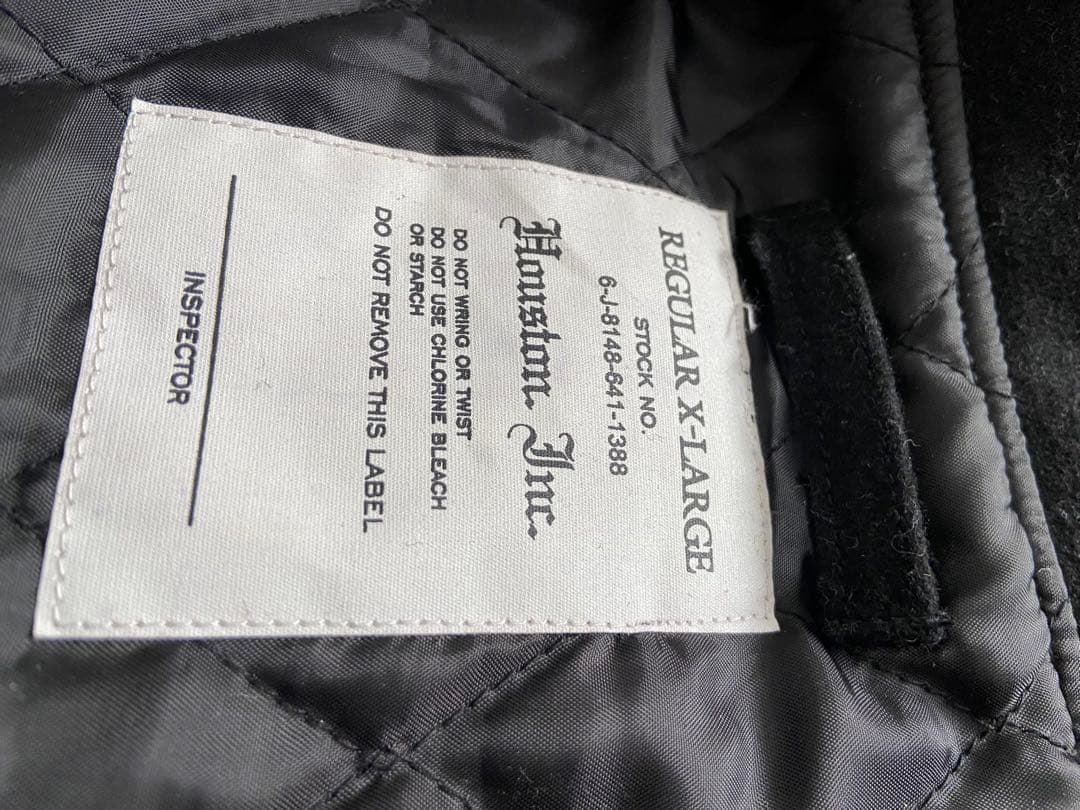 REGULAR X-LARGE
STOCK NO.
6-J-8148-641-1388
Houston Inc.
DO NOT WRING OR TWIST
DO NOT USE CHLORINE BLEACH
OR STARCH
DO NOT REMOVE THIS LABEL
INSPECTOR